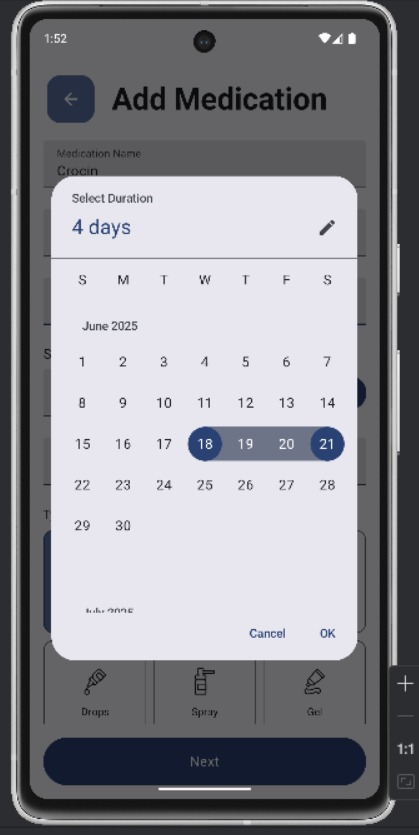 1:52
Add Medication
Medication Name
Crocin
Select Duration
4 days
S M T W T F S
June 2025
1 2 3 4 5 6 7
8 9 10 11 12 13 14
15 16 17 18 19 20 21
22 23 24 25 26 27 28
29 30
July 2025
Cancel OK
Drops Spray Gel
Next
1:1